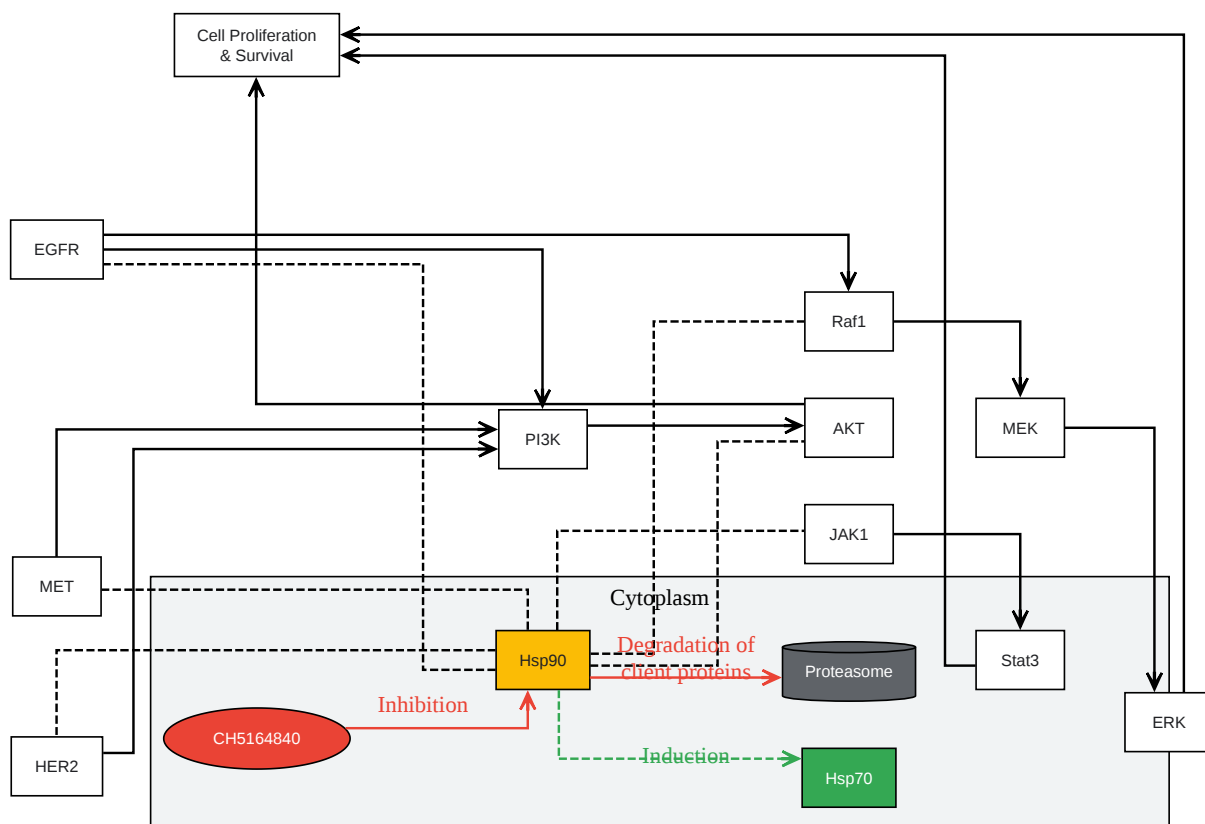 Cell Proliferation
& Survival
EGFR
Raf1
PI3K
AKT
MEK
JAK1
MET
Cytoplasm
Hsp90
Degradation of
client proteins
Proteasome
Stat3
Inhibition
CH5164840
ERK
HER2
Induction
Hsp70